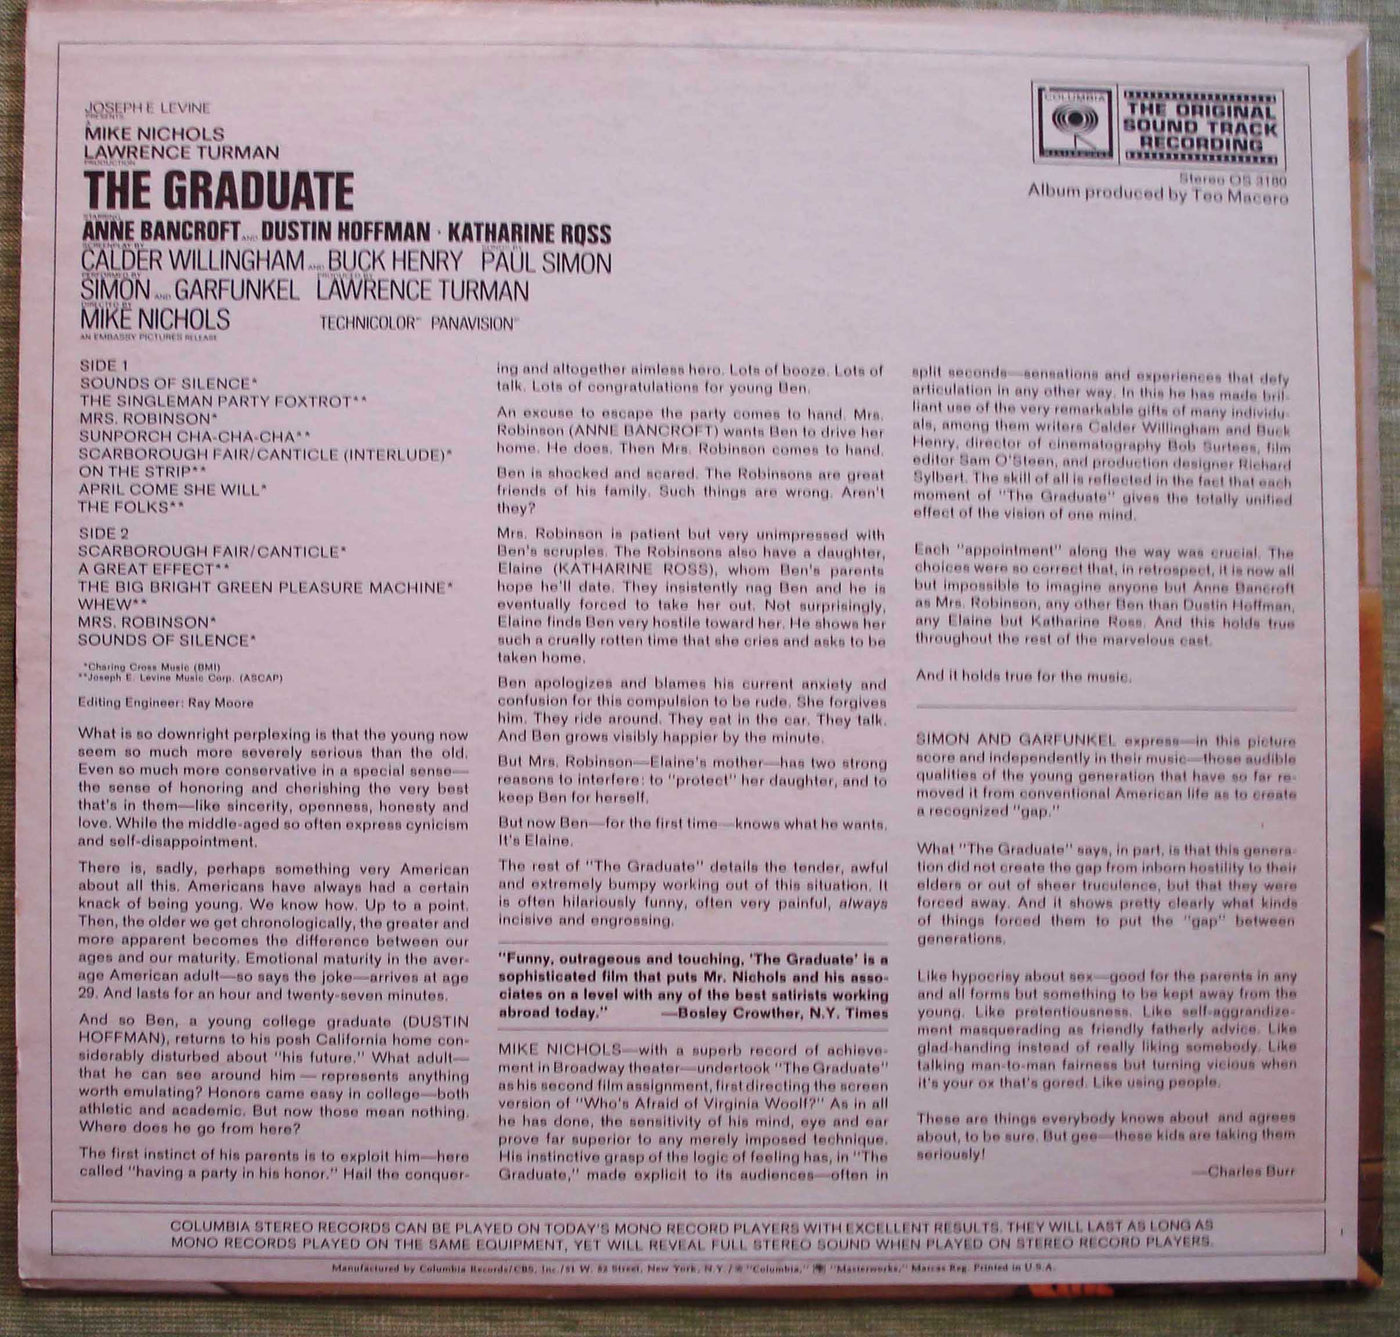 JOSEPH E. LEVINE
PRESENTS
A
MIKE NICHOLS
LAWRENCE TURMAN
PRODUCTION
THE GRADUATE
STARRING
ANNE BANCROFT AND DUSTIN HOFFMAN · KATHARINE ROSS
SCREENPLAY BY SONGS BY
CALDER WILLINGHAM AND BUCK HENRY PAUL SIMON
PERFORMED BY PRODUCED BY
SIMON AND GARFUNKEL LAWRENCE TURMAN
DIRECTED BY
MIKE NICHOLS TECHNICOLOR® PANAVISION®
AN EMBASSY PICTURES RELEASE
COLUMBIA
MASTERWORKS
THE ORIGINAL
SOUND TRACK
RECORDING
Stereo OS 3180
Album produced by Teo Macero
SIDE 1
SOUNDS OF SILENCE*
THE SINGLEMAN PARTY FOXTROT**
MRS. ROBINSON*
SUNPORCH CHA-CHA-CHA**
SCARBOROUGH FAIR/CANTICLE (INTERLUDE)*
ON THE STRIP**
APRIL COME SHE WILL*
THE FOLKS**
SIDE 2
SCARBOROUGH FAIR/CANTICLE*
A GREAT EFFECT**
THE BIG BRIGHT GREEN PLEASURE MACHINE*
WHEW**
MRS. ROBINSON*
SOUNDS OF SILENCE*
*Charing Cross Music (BMI)
**Joseph E. Levine Music Corp. (ASCAP)
Editing Engineer: Ray Moore
What is so downright perplexing is that the young now
seem so much more severely serious than the old.
Even so much more conservative in a special sense—
the sense of honoring and cherishing the very best
that's in them—like sincerity, openness, honesty and
love. While the middle-aged so often express cynicism
and self-disappointment.
There is, sadly, perhaps something very American
about all this. Americans have always had a certain
knack of being young. We know how. Up to a point.
Then, the older we get chronologically, the greater and
more apparent becomes the difference between our
ages and our maturity. Emotional maturity in the aver-
age American adult—so says the joke—arrives at age
29. And lasts for an hour and twenty-seven minutes.
And so Ben, a young college graduate (DUSTIN
HOFFMAN), returns to his posh California home con-
siderably disturbed about "his future." What adult—
that he can see around him—represents anything
worth emulating? Honors came easy in college—both
athletic and academic. But now those mean nothing.
Where does he go from here?
The first instinct of his parents is to exploit him—here
called "having a party in his honor." Hail the conquer-
ing and altogether aimless hero. Lots of booze. Lots of
talk. Lots of congratulations for young Ben.
An excuse to escape the party comes to hand. Mrs.
Robinson (ANNE BANCROFT) wants Ben to drive her
home. He does. Then Mrs. Robinson comes to hand.
Ben is shocked and scared. The Robinsons are great
friends of his family. Such things are wrong. Aren't
they?
Mrs. Robinson is patient but very unimpressed with
Ben's scruples. The Robinsons also have a daughter,
Elaine (KATHARINE ROSS), whom Ben's parents
hope he'll date. They insistently nag Ben and he is
eventually forced to take her out. Not surprisingly,
Elaine finds Ben very hostile toward her. He shows her
such a cruelly rotten time that she cries and asks to be
taken home.
Ben apologizes and blames his current anxiety and
confusion for this compulsion to be rude. She forgives
him. They ride around. They eat in the car. They talk.
And Ben grows visibly happier by the minute.
But Mrs. Robinson—Elaine's mother—has two strong
reasons to interfere: to "protect" her daughter, and to
keep Ben for herself.
But now Ben—for the first time—knows what he wants.
It's Elaine.
The rest of "The Graduate" details the tender, awful
and extremely bumpy working out of this situation. It
is often hilariously funny, often very painful, always
incisive and engrossing.
"Funny, outrageous and touching, 'The Graduate' is a
sophisticated film that puts Mr. Nichols and his asso-
ciates on a level with any of the best satirists working
abroad today." —Bosley Crowther, N.Y. Times
MIKE NICHOLS—with a superb record of achieve-
ment in Broadway theater—undertook "The Graduate"
as his second film assignment, first directing the screen
version of "Who's Afraid of Virginia Woolf?" As in all
he has done, the sensitivity of his mind, eye and ear
prove far superior to any merely imposed technique.
His instinctive grasp of the logic of feeling has, in "The
Graduate," made explicit to its audiences—often in
split seconds—sensations and experiences that defy
articulation in any other way. In this he has made bril-
liant use of the very remarkable gifts of many individu-
als, among them writers Calder Willingham and Buck
Henry, director of cinematography Bob Surtees, film
editor Sam O'Steen, and production designer Richard
Sylbert. The skill of all is reflected in the fact that each
moment of "The Graduate" gives the totally unified
effect of the vision of one mind.
Each "appointment" along the way was crucial. The
choices were so correct that, in retrospect, it is now all
but impossible to imagine anyone but Anne Bancroft
as Mrs. Robinson, any other Ben than Dustin Hoffman,
any Elaine but Katharine Ross. And this holds true
throughout the rest of the marvelous cast.
And it holds true for the music.
SIMON AND GARFUNKEL express—in this picture
score and independently in their music—those audible
qualities of the young generation that have so far re-
moved it from conventional American life as to create
a recognized "gap."
What "The Graduate" says, in part, is that this genera-
tion did not create the gap from inborn hostility to their
elders or out of sheer truculence, but that they were
forced away. And it shows pretty clearly what kinds
of things forced them to put the "gap" between
generations.
Like hypocrisy about sex—good for the parents in any
and all forms but something to be kept away from the
young. Like pretentiousness. Like self-aggrandize-
ment masquerading as friendly fatherly advice. Like
glad-handing instead of really liking somebody. Like
talking man-to-man fairness but turning vicious when
it's your ox that's gored. Like using people.
These are things everybody knows about and agrees
about, to be sure. But gee—these kids are taking them
seriously!
—Charles Burr
COLUMBIA STEREO RECORDS CAN BE PLAYED ON TODAY'S MONO RECORD PLAYERS WITH EXCELLENT RESULTS. THEY WILL LAST AS LONG AS
MONO RECORDS PLAYED ON THE SAME EQUIPMENT, YET WILL REVEAL FULL STEREO SOUND WHEN PLAYED ON STEREO RECORD PLAYERS.
Manufactured by Columbia Records/CBS, Inc./51 W. 52 Street, New York, N.Y./® "Columbia," "Masterworks," Marcas Reg. Printed in U.S.A.